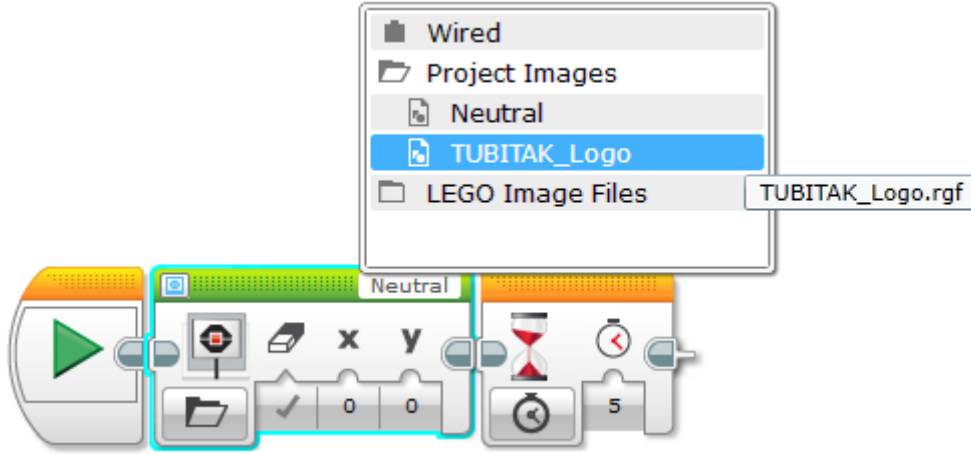 Wired
Project Images
Neutral
TUBITAK_Logo
LEGO Image Files
TUBITAK_Logo.rgf
Neutral
x y
0 0
5